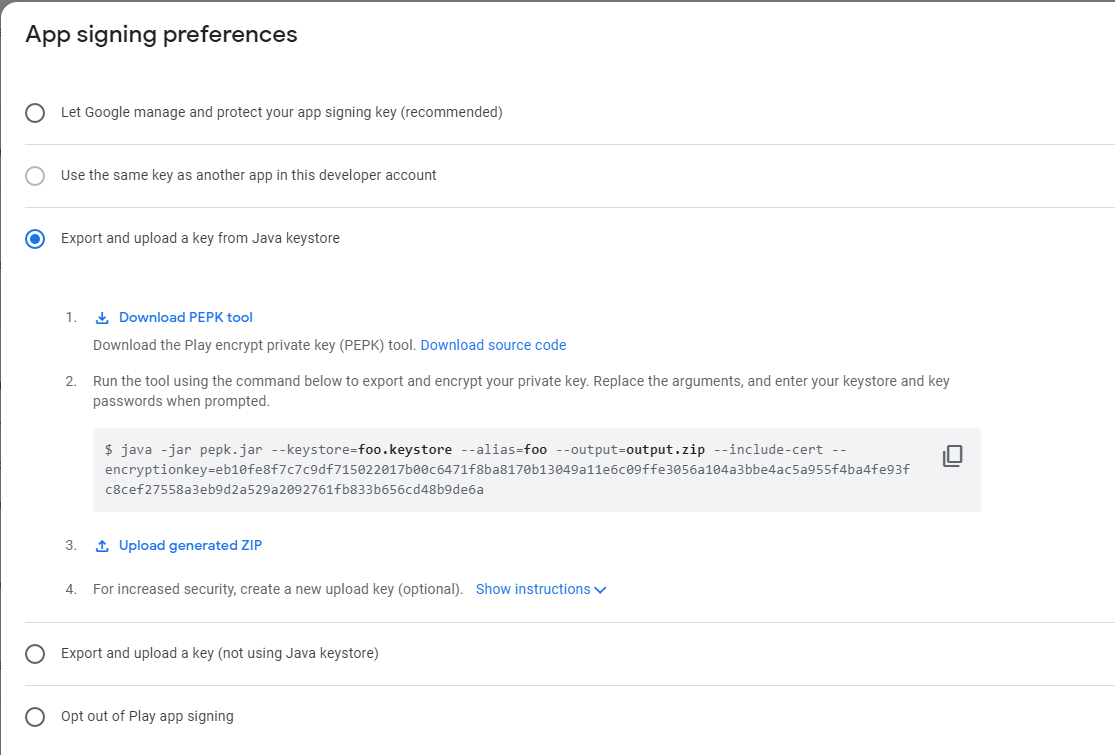 App signing preferences
Let Google manage and protect your app signing key (recommended)
Use the same key as another app in this developer account
Export and upload a key from Java keystore
1. Download PEPK tool
Download the Play encrypt private key (PEPK) tool. Download source code
2. Run the tool using the command below to export and encrypt your private key. Replace the arguments, and enter your keystore and key
passwords when prompted.
$ java -jar pepk.jar --keystore=foo.keystore --alias=foo --output=output.zip --include-cert --
encryptionkey=eb10fe8f7c7c9df715022017b00c6471f8ba8170b13049a11e6c09ffe3056a104a3bbe4ac5a955f4ba4fe93f
c8cef27558a3eb9d2a529a2092761fb833b656cd48b9de6a
3. Upload generated ZIP
4. For increased security, create a new upload key (optional). Show instructions
Export and upload a key (not using Java keystore)
Opt out of Play app signing